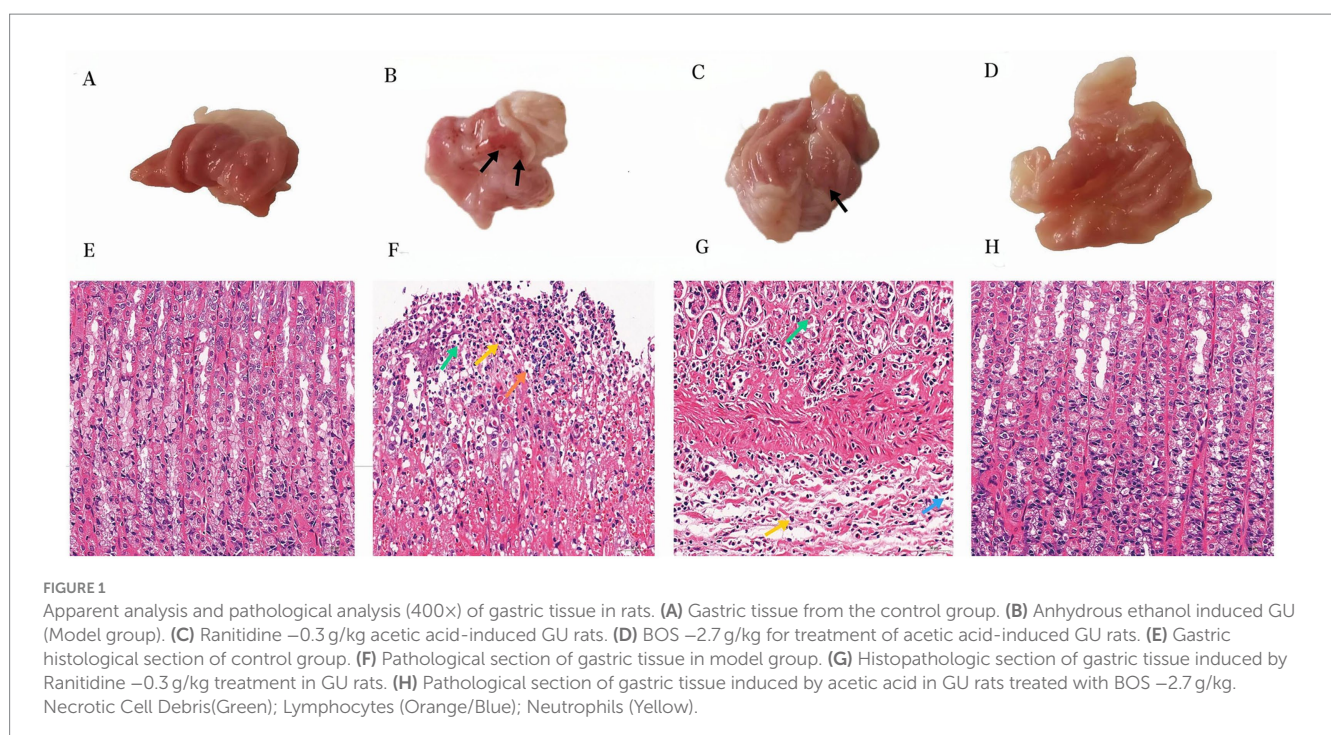 A
B
C
D
E
F
G
H
FIGURE 1
Apparent analysis and pathological analysis (400×) of gastric tissue in rats. (A) Gastric tissue from the control group. (B) Anhydrous ethanol induced GU
(Model group). (C) Ranitidine −0.3 g/kg acetic acid-induced GU rats. (D) BOS −2.7 g/kg for treatment of acetic acid-induced GU rats. (E) Gastric
histological section of control group. (F) Pathological section of gastric tissue in model group. (G) Histopathologic section of gastric tissue induced by
Ranitidine −0.3 g/kg treatment in GU rats. (H) Pathological section of gastric tissue induced by acetic acid in GU rats treated with BOS −2.7 g/kg.
Necrotic Cell Debris(Green); Lymphocytes (Orange/Blue); Neutrophils (Yellow).